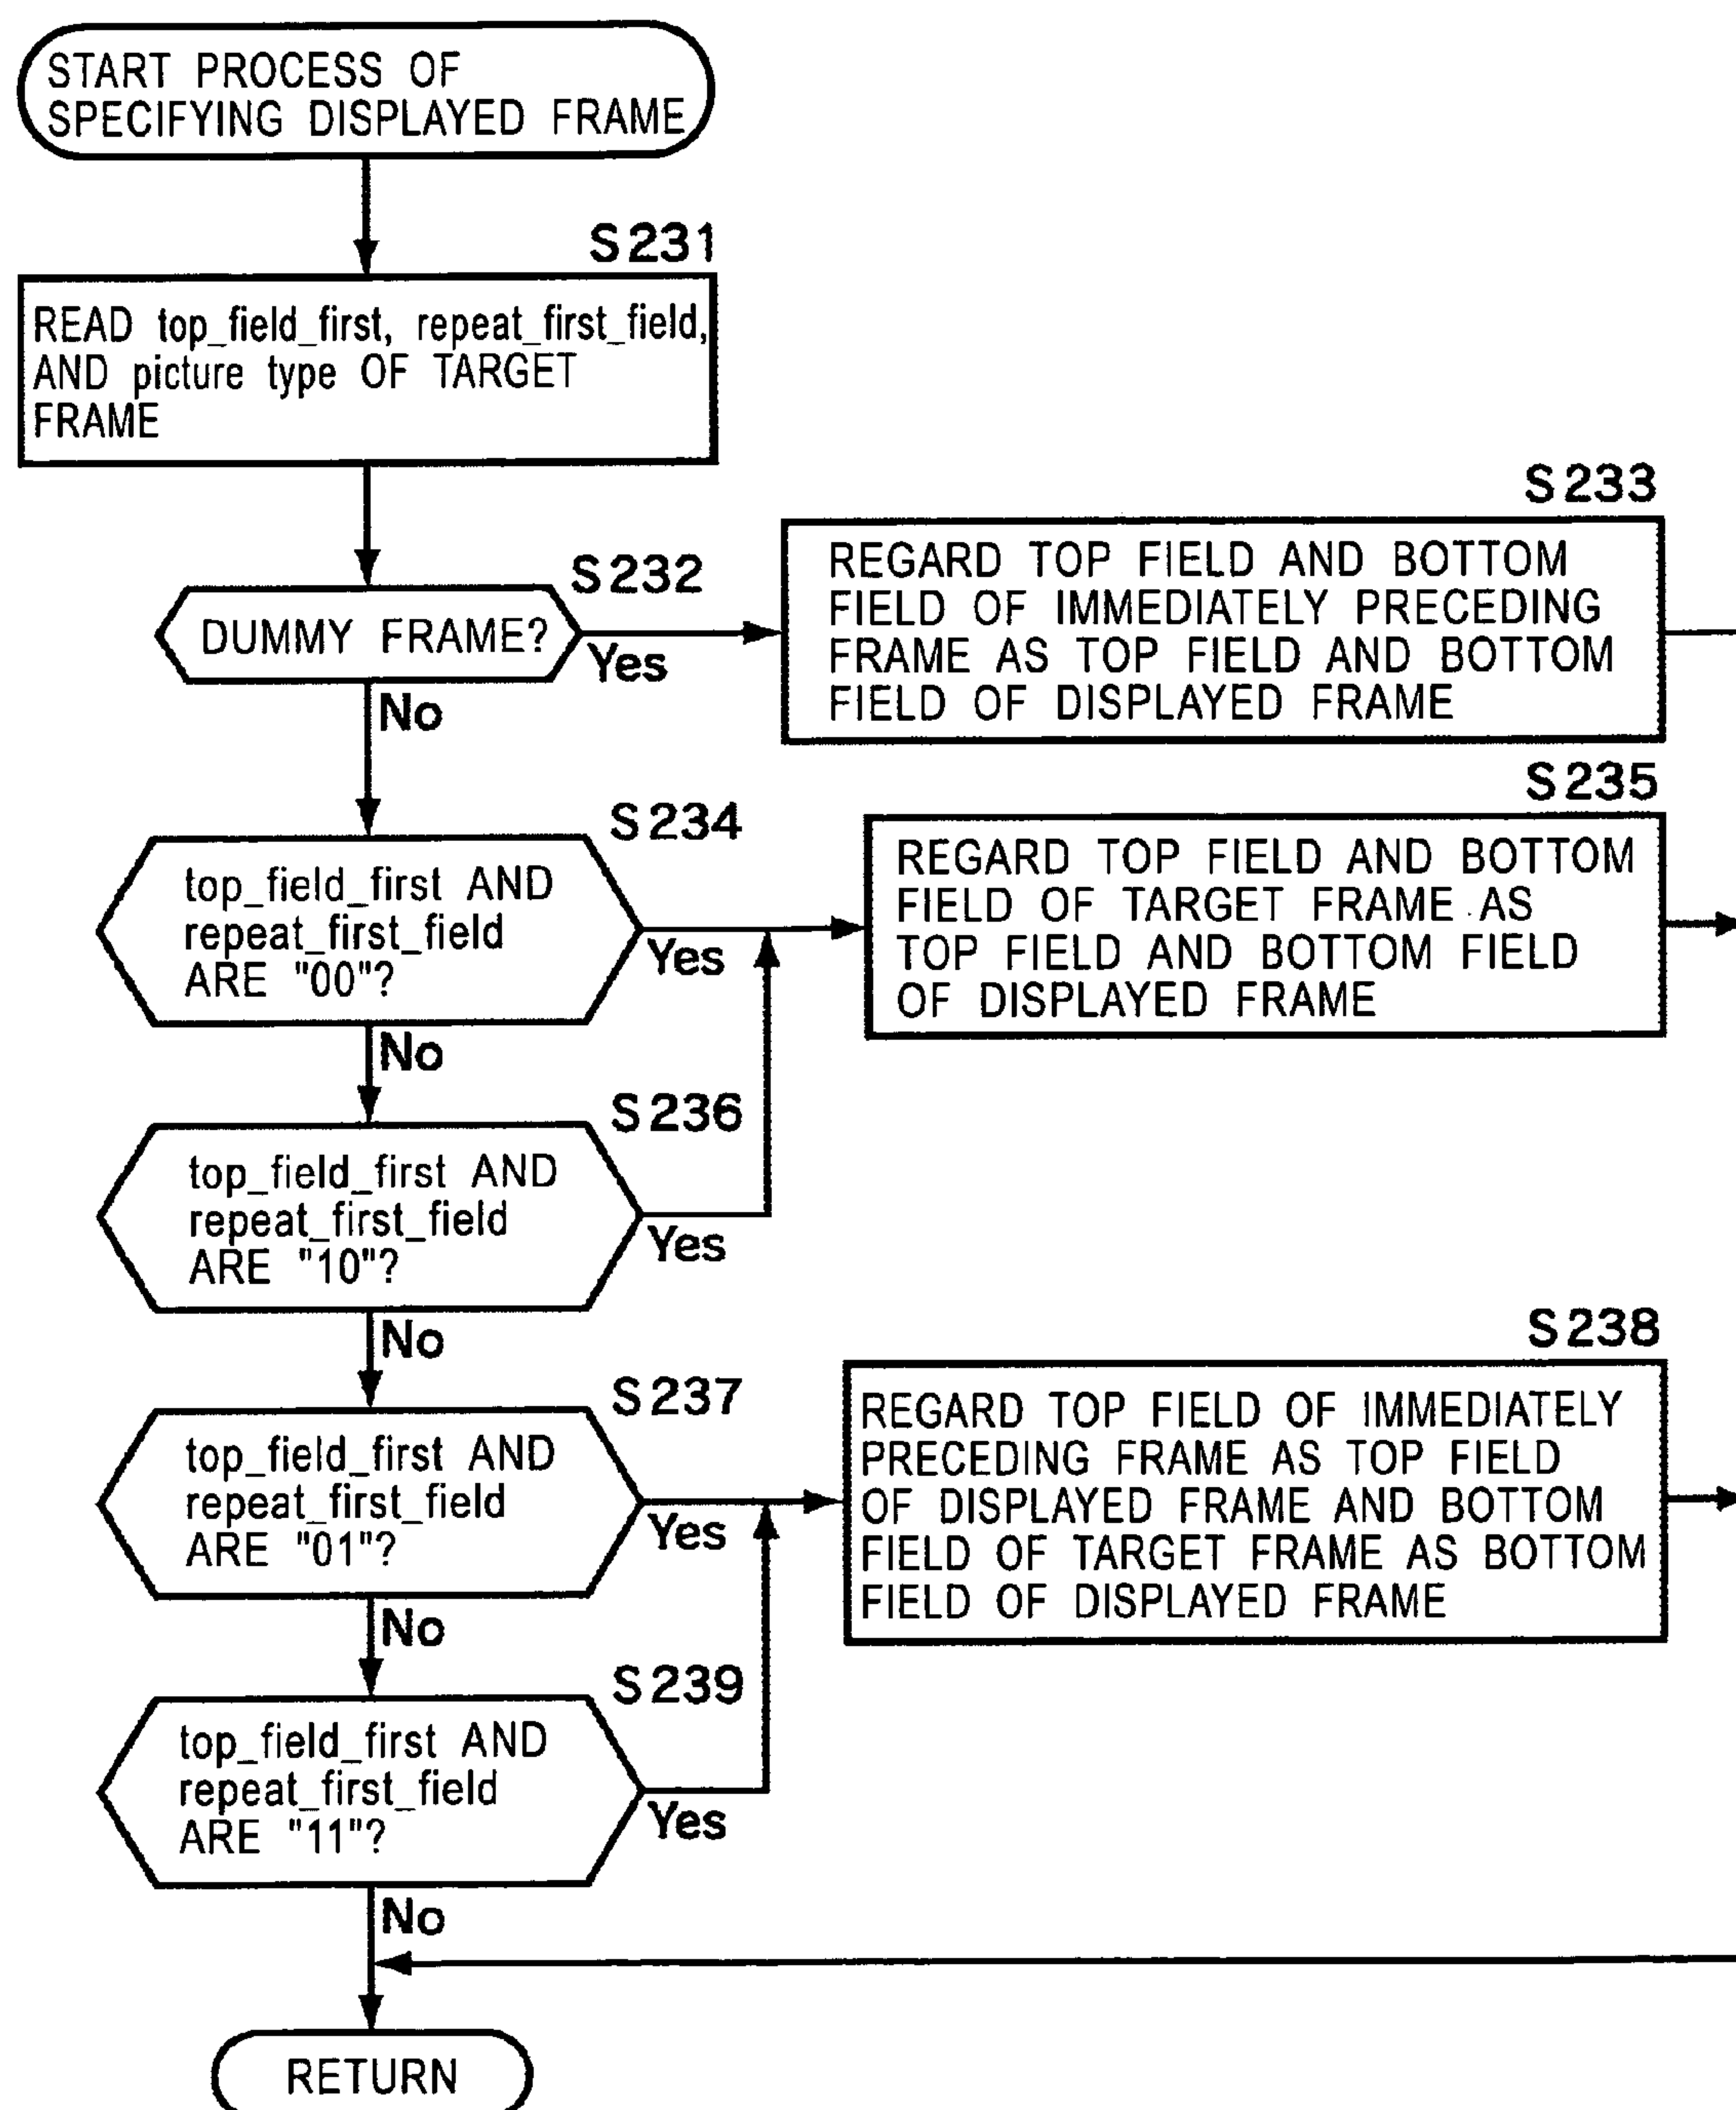 START PROCESS OF
SPECIFYING DISPLAYED FRAME
S231
READ top_field_first, repeat_first_field,
AND picture type OF TARGET
FRAME
S232
DUMMY FRAME?
Yes
No
S233
REGARD TOP FIELD AND BOTTOM
FIELD OF IMMEDIATELY PRECEDING
FRAME AS TOP FIELD AND BOTTOM
FIELD OF DISPLAYED FRAME
S234
top_field_first AND
repeat_first_field
ARE "00"?
Yes
No
S235
REGARD TOP FIELD AND BOTTOM
FIELD OF TARGET FRAME AS
TOP FIELD AND BOTTOM FIELD
OF DISPLAYED FRAME
S236
top_field_first AND
repeat_first_field
ARE "10"?
Yes
No
S237
top_field_first AND
repeat_first_field
ARE "01"?
Yes
No
S238
REGARD TOP FIELD OF IMMEDIATELY
PRECEDING FRAME AS TOP FIELD
OF DISPLAYED FRAME AND BOTTOM
FIELD OF TARGET FRAME AS BOTTOM
FIELD OF DISPLAYED FRAME
S239
top_field_first AND
repeat_first_field
ARE "11"?
Yes
No
RETURN